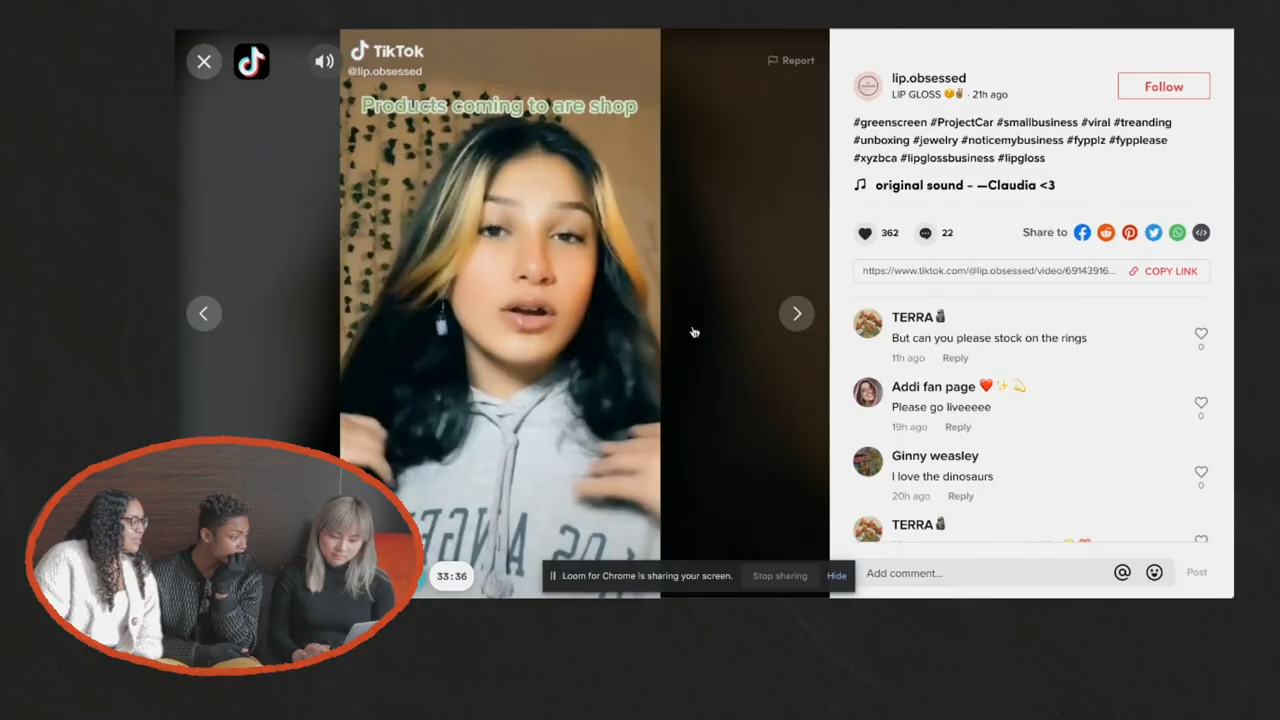 TikTok
@lip.obsessed
Products coming to are shop
LOS ANGEL
33:36
Report
lip.obsessed
LIP GLOSS 😌✌🏼 · 21h ago
Follow
#greenscreen #ProjectCar #smallbusiness #viral #treanding
#unboxing #jewelry #noticemybusiness #fypplz #fypplease
#xyzbca #lipglossbusiness #lipgloss
original sound - —Claudia <3
362
22
Share to
https://www.tiktok.com/@lip.obsessed/video/69143916...
COPY LINK
TERRA🗿
But can you please stock on the rings
11h ago Reply
0
Addi fan page ❤️✨💫
Please go liveeeee
19h ago Reply
0
Ginny weasley
I love the dinosaurs
20h ago Reply
0
TERRA🗿
Loom for Chrome is sharing your screen. Stop sharing Hide
Add comment...
Post